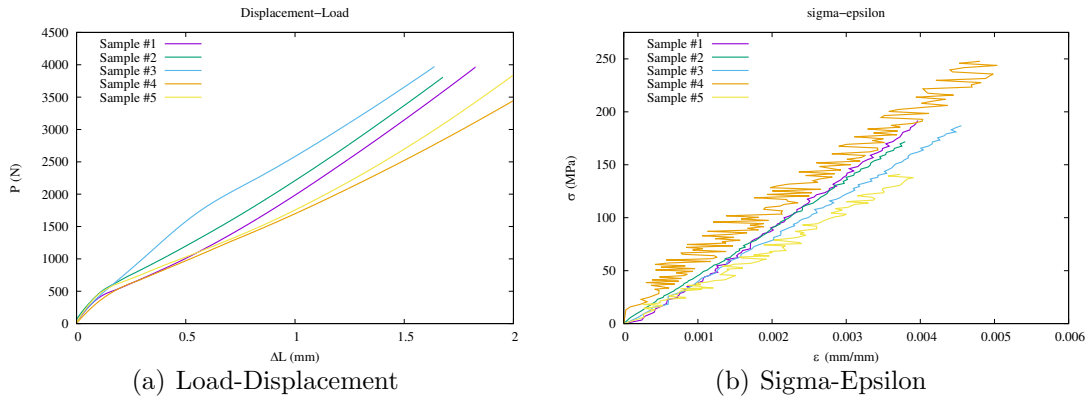 Displacement-Load
4500
4000
3500
3000
2500
2000
1500
1000
500
0
P (N)
Sample #1
Sample #2
Sample #3
Sample #4
Sample #5
0
0.5
1
1.5
2
ΔL (mm)
(a) Load-Displacement
sigma-epsilon
250
200
150
100
50
0
σ (MPa)
Sample #1
Sample #2
Sample #3
Sample #4
Sample #5
0
0.001
0.002
0.003
0.004
0.005
0.006
ε (mm/mm)
(b) Sigma-Epsilon